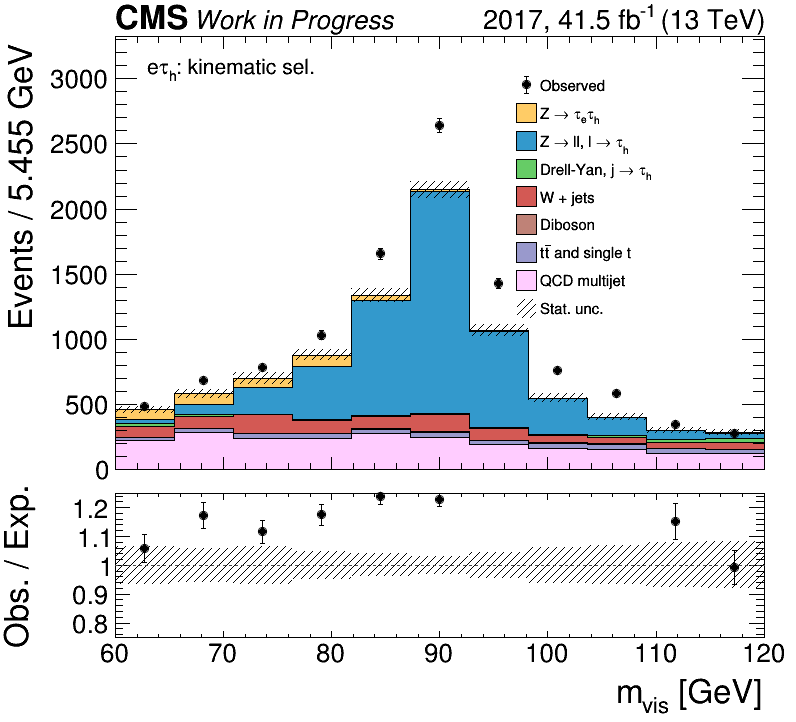 CMS Work in Progress 2017, 41.5 fb⁻¹ (13 TeV)
Events / 5.455 GeV
eτₕ: kinematic sel.
3000
2500
2000
1500
1000
500
0
Observed
Z → τₑτₕ
Z → ll, l → τₕ
Drell-Yan, j → τₕ
W + jets
Diboson
tt̄ and single t
QCD multijet
Stat. unc.
Obs. / Exp.
1.2
1.1
1
0.9
0.8
60 70 80 90 100 110 120
m_vis [GeV]